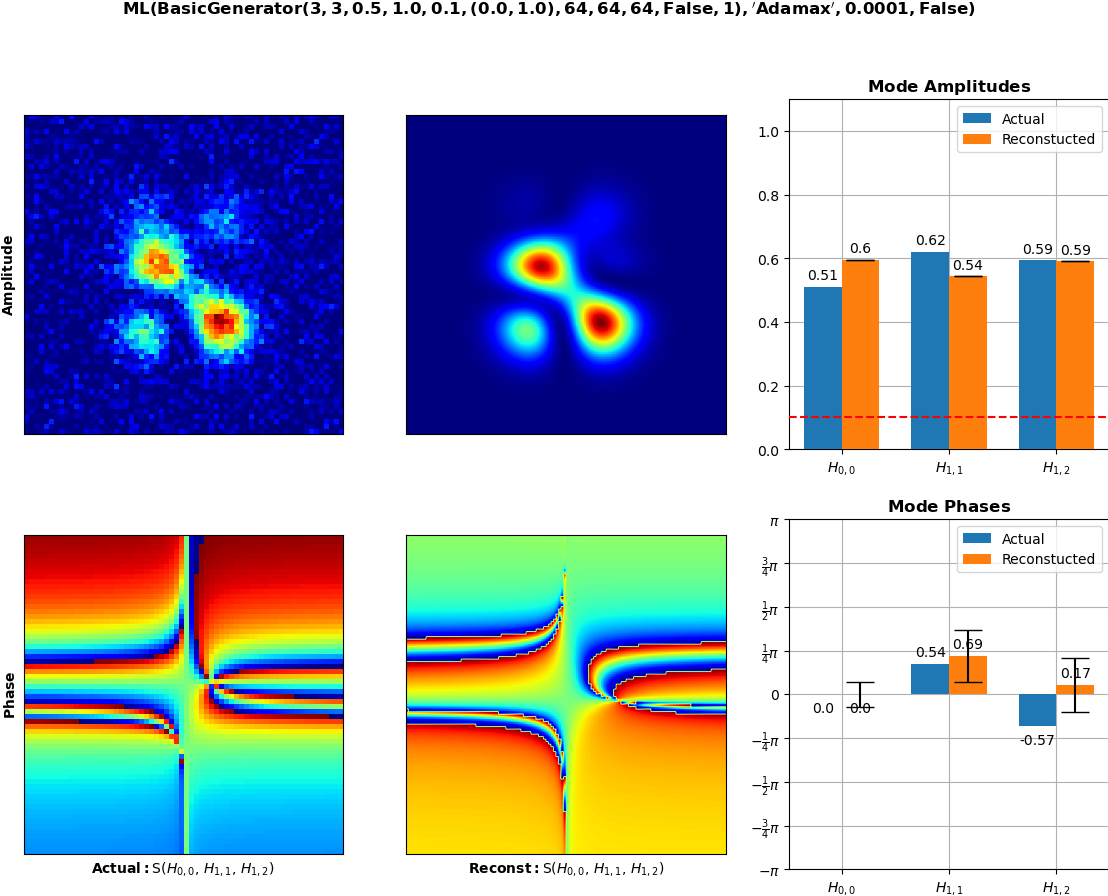 ML(BasicGenerator(3, 3, 0.5, 1.0, 0.1, (0.0, 1.0), 64, 64, 64, False, 1), 'Adamax', 0.0001, False)
Amplitude
Mode Amplitudes
Actual
Reconstucted
1.0
0.8
0.6
0.4
0.2
0.0
0.51
0.6
0.62
0.54
0.59
0.59
H0,0
H1,1
H1,2
Phase
Actual: S(H0,0, H1,1, H1,2)
Reconst: S(H0,0, H1,1, H1,2)
Mode Phases
Actual
Reconstucted
π
3/4π
1/2π
1/4π
0
−1/4π
−1/2π
−3/4π
−π
0.0
0.0
0.54
0.69
-0.57
0.17
H0,0
H1,1
H1,2